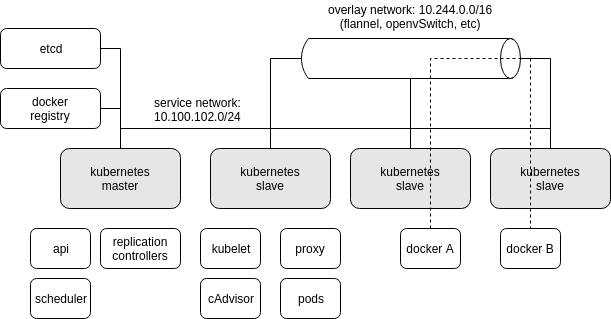 overlay network: 10.244.0.0/16
(flannel, openvSwitch, etc)
etcd
docker
registry
service network:
10.100.102.0/24
kubernetes
master
kubernetes
slave
kubernetes
slave
kubernetes
slave
api
replication
controllers
kubelet
proxy
docker A
docker B
scheduler
cAdvisor
pods